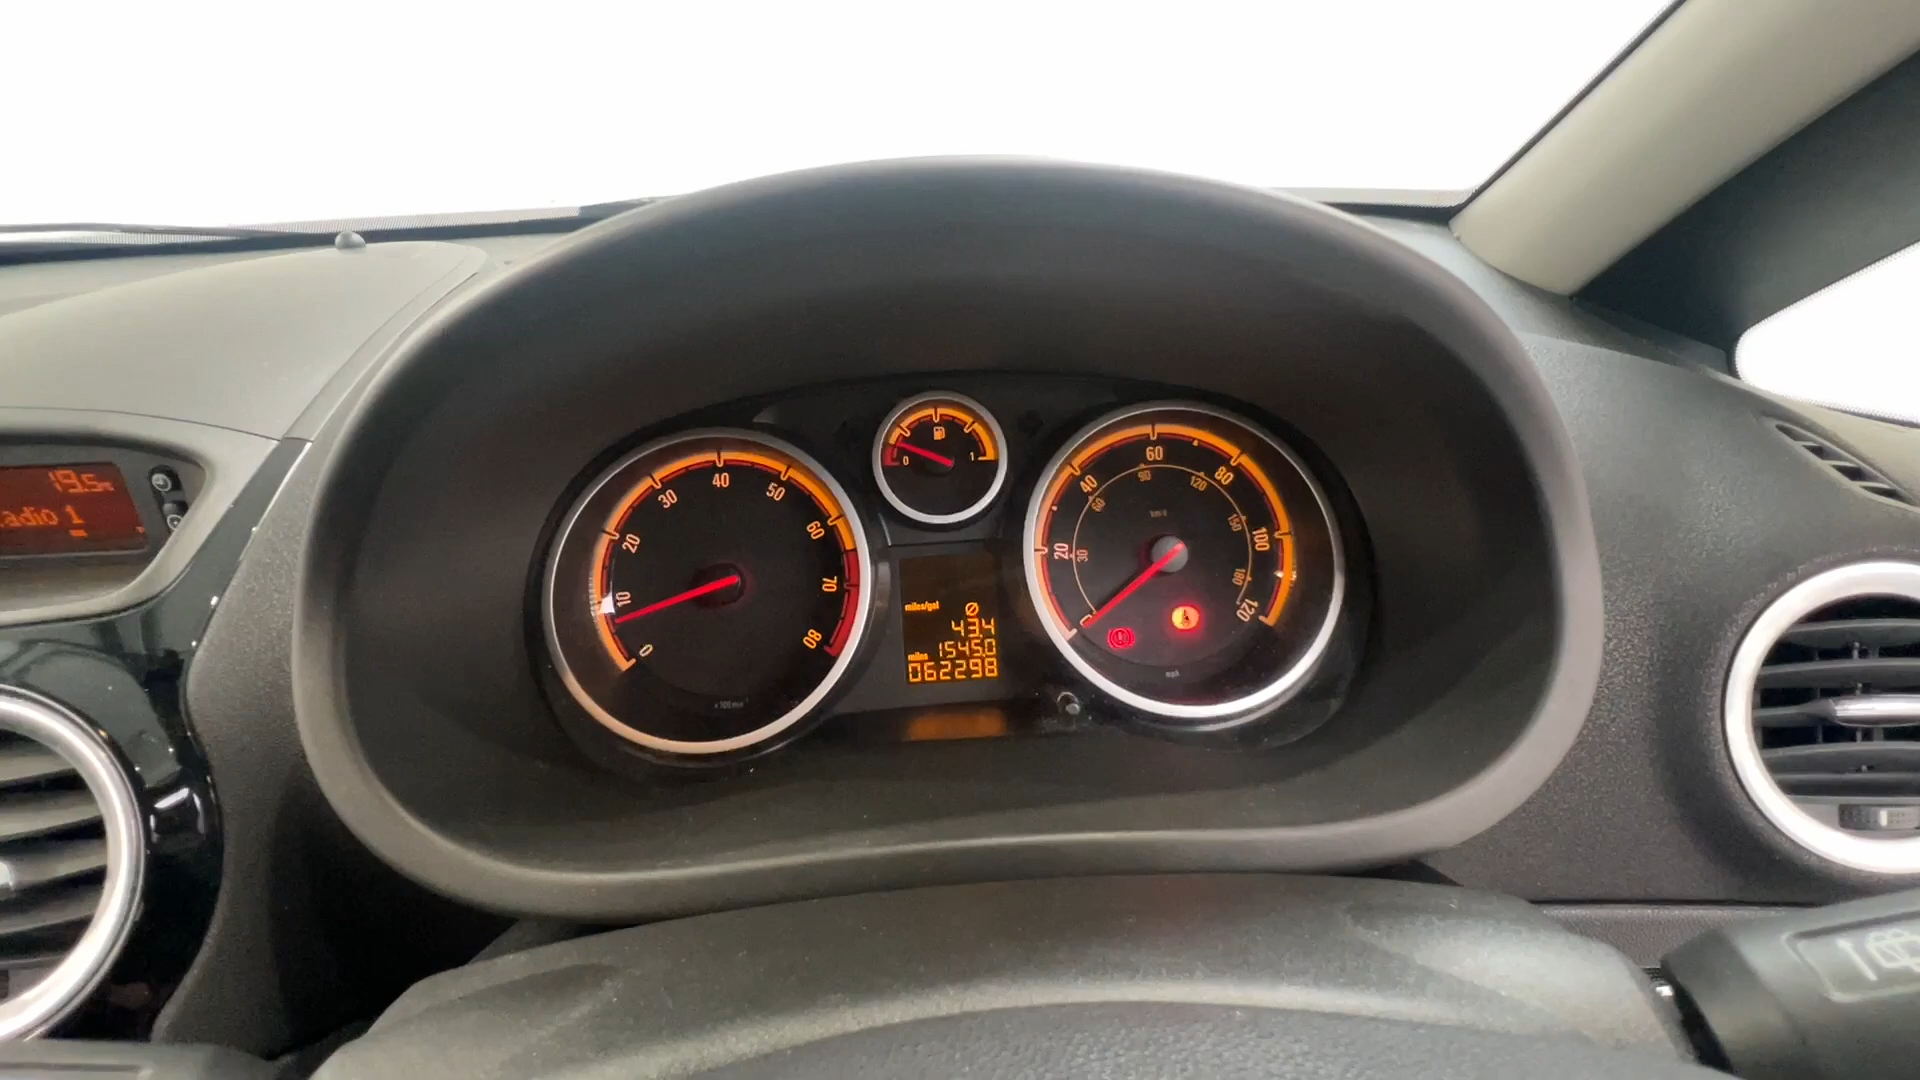 19.5°c
adio 1
0 10 20 30 40 50 60 70 80
0 1
miles/gal Ø
43.4
1545.0
miles
062298
20 40 60 80 100 120
30 60 90 120 150 180
km/h
mph